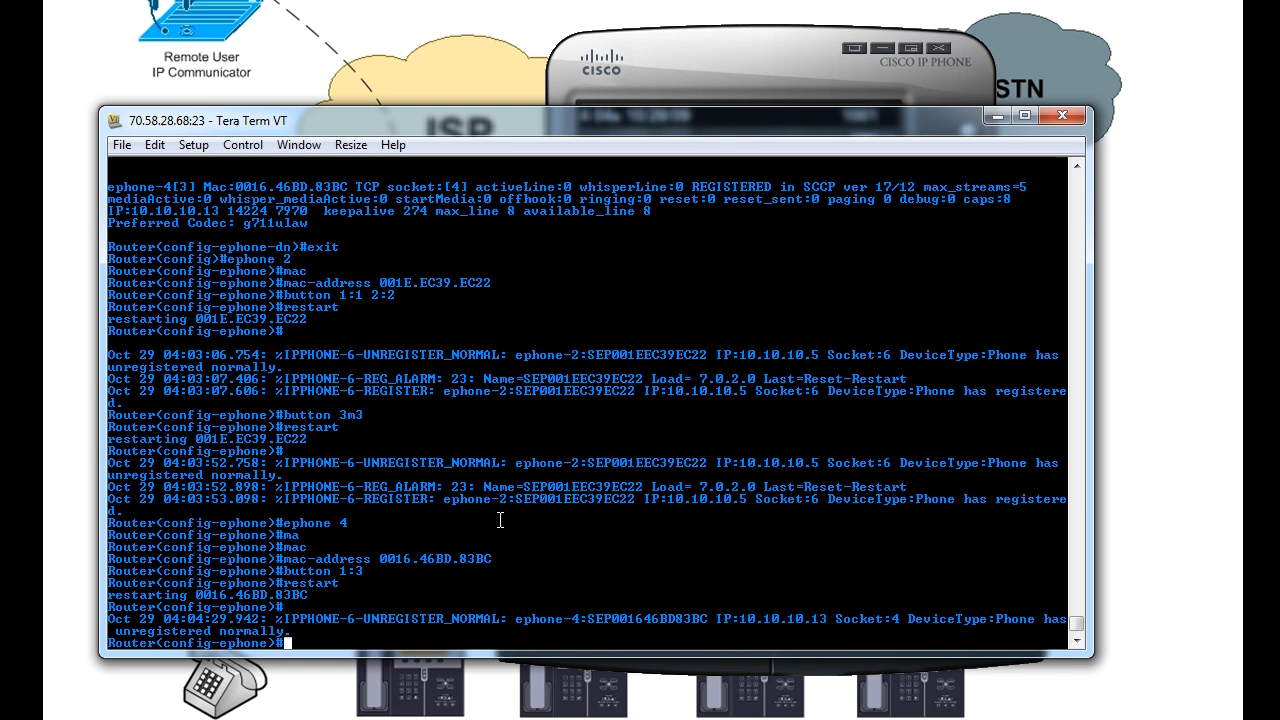 Remote User
IP Communicator
CISCO
CISCO IP PHONE
ISP
STN
70.58.28.68:23 - Tera Term VT
File Edit Setup Control Window Resize Help
ephone-4[3] Mac:0016.46BD.83BC TCP socket:[4] activeLine:0 whisperLine:0 REGISTERED in SCCP ver 17/12 max_streams=5
mediaActive:0 whisper_mediaActive:0 startMedia:0 offhook:0 ringing:0 reset:0 reset_sent:0 paging 0 debug:0 caps:8
IP:10.10.10.13 14224 7970  keepalive 274 max_line 8 available_line 8
Preferred Codec: g711ulaw
Router(config-ephone-dn)#exit
Router(config)#ephone 2
Router(config-ephone)#mac
Router(config-ephone)#mac-address 001E.EC39.EC22
Router(config-ephone)#button 1:1 2:2
Router(config-ephone)#restart
restarting 001E.EC39.EC22
Router(config-ephone)#
Oct 29 04:03:06.754: %IPPHONE-6-UNREGISTER_NORMAL: ephone-2:SEP001EEC39EC22 IP:10.10.10.5 Socket:6 DeviceType:Phone has
unregistered normally.
Oct 29 04:03:07.406: %IPPHONE-6-REG_ALARM: 23: Name=SEP001EEC39EC22 Load= 7.0.2.0 Last=Reset-Restart
Oct 29 04:03:07.606: %IPPHONE-6-REGISTER: ephone-2:SEP001EEC39EC22 IP:10.10.10.5 Socket:6 DeviceType:Phone has registere
d.
Router(config-ephone)#button 3m3
Router(config-ephone)#restart
restarting 001E.EC39.EC22
Router(config-ephone)#
Oct 29 04:03:52.758: %IPPHONE-6-UNREGISTER_NORMAL: ephone-2:SEP001EEC39EC22 IP:10.10.10.5 Socket:6 DeviceType:Phone has
unregistered normally.
Oct 29 04:03:52.898: %IPPHONE-6-REG_ALARM: 23: Name=SEP001EEC39EC22 Load= 7.0.2.0 Last=Reset-Restart
Oct 29 04:03:53.098: %IPPHONE-6-REGISTER: ephone-2:SEP001EEC39EC22 IP:10.10.10.5 Socket:6 DeviceType:Phone has registere
d.
Router(config-ephone)#ephone 4
Router(config-ephone)#ma
Router(config-ephone)#mac
Router(config-ephone)#mac-address 0016.46BD.83BC
Router(config-ephone)#button 1:3
Router(config-ephone)#restart
restarting 0016.46BD.83BC
Router(config-ephone)#
Oct 29 04:04:29.942: %IPPHONE-6-UNREGISTER_NORMAL: ephone-4:SEP001646BD83BC IP:10.10.10.13 Socket:4 DeviceType:Phone has
 unregistered normally.
Router(config-ephone)#